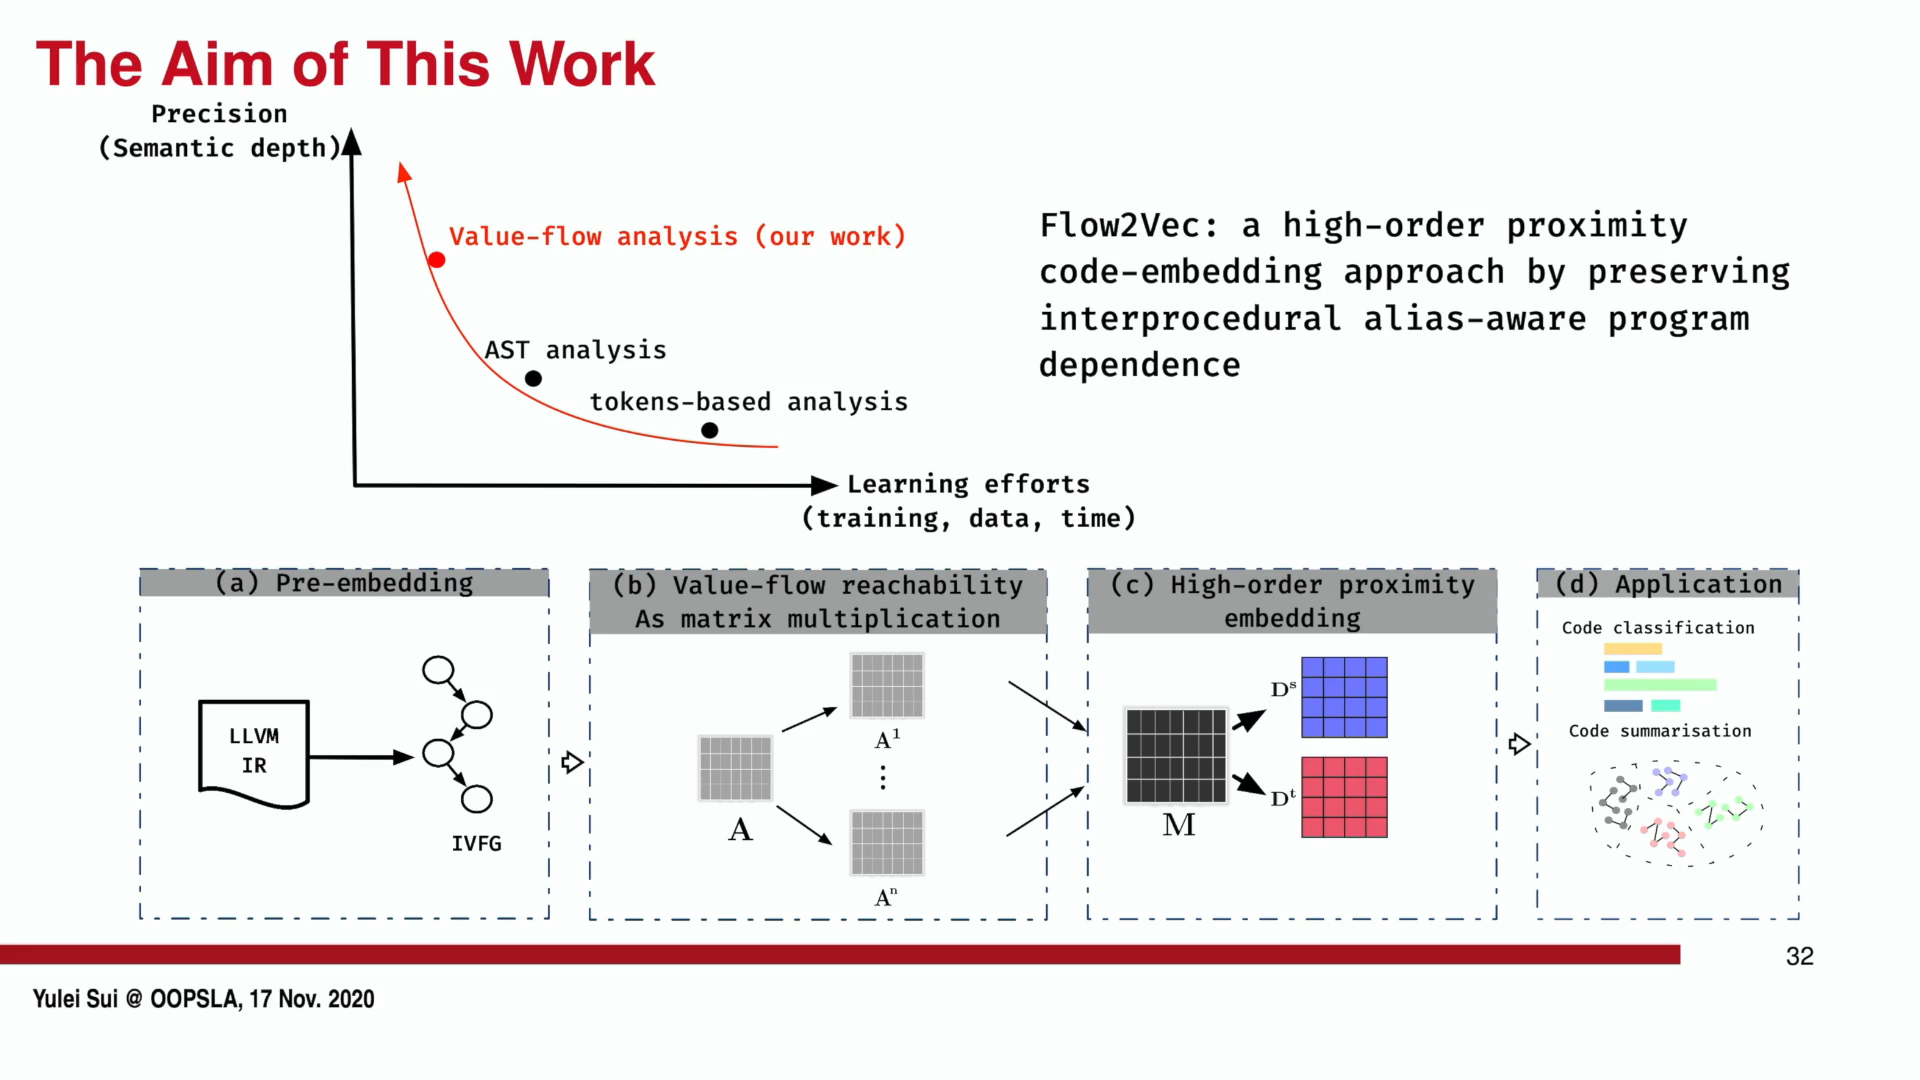 The Aim of This Work
Precision
(Semantic depth)
Value-flow analysis (our work)
AST analysis
tokens-based analysis
Learning efforts
(training, data, time)
Flow2Vec: a high-order proximity
code-embedding approach by preserving
interprocedural alias-aware program
dependence
(a) Pre-embedding
LLVM
IR
IVFG
(b) Value-flow reachability
As matrix multiplication
A
A¹
Aⁿ
(c) High-order proximity
embedding
M
Dˢ
Dᵗ
(d) Application
Code classification
Code summarisation
32
Yulei Sui @ OOPSLA, 17 Nov. 2020